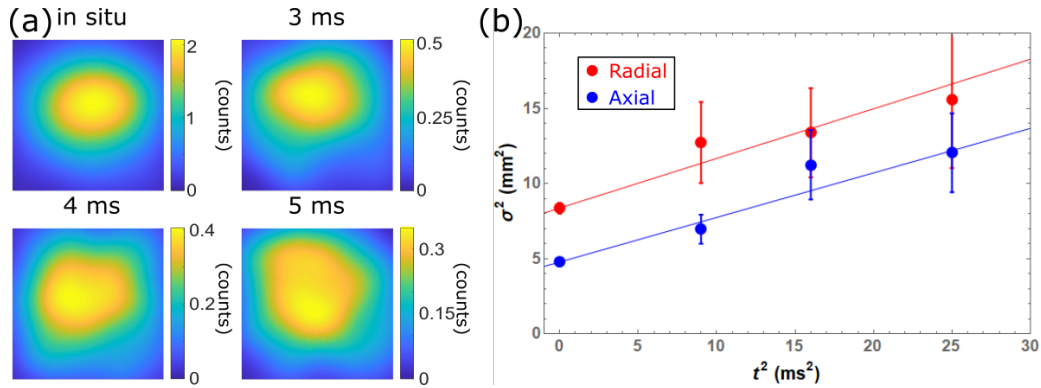 (a) in situ
3 ms
2
1
0
(counts)
0.5
0.25
0
(counts)
4 ms
5 ms
0.4
0.2
0
(counts)
0.3
0.15
0
(counts)
(b)
σ² (mm²)
20
15
10
5
0
Radial
Axial
0 5 10 15 20 25 30
t² (ms²)